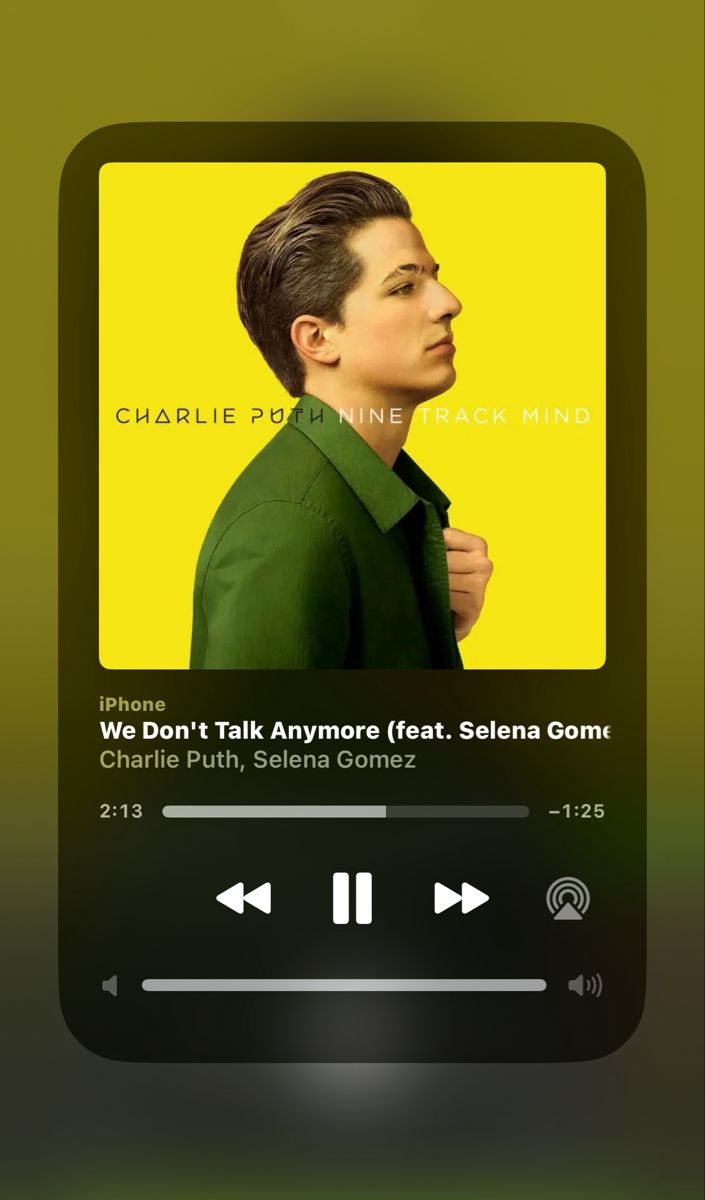 CHARLIE PUTH NINE TRACK MIND
iPhone
We Don't Talk Anymore (feat. Selena Gome
Charlie Puth, Selena Gomez
2:13 −1:25